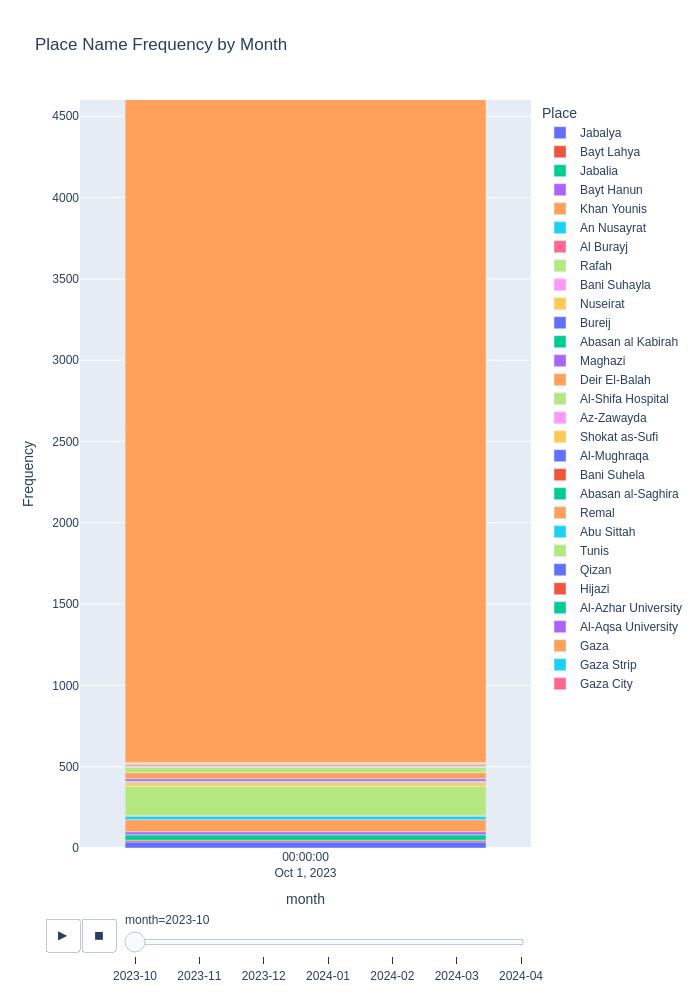 Place Name Frequency by Month
Place
Jabalya
Bayt Lahya
Jabalia
Bayt Hanun
Khan Younis
An Nusayrat
Al Burayj
Rafah
Bani Suhayla
Nuseirat
Bureij
Abasan al Kabirah
Maghazi
Deir El-Balah
Al-Shifa Hospital
Az-Zawayda
Shokat as-Sufi
Al-Mughraqa
Bani Suhela
Abasan al-Saghira
Remal
Abu Sittah
Tunis
Qizan
Hijazi
Al-Azhar University
Al-Aqsa University
Gaza
Gaza Strip
Gaza City
4500
4000
3500
3000
2500
2000
1500
1000
500
0
Frequency
00:00:00
Oct 1, 2023
month
month=2023-10
▶ ■
2023-10 2023-11 2023-12 2024-01 2024-02 2024-03 2024-04